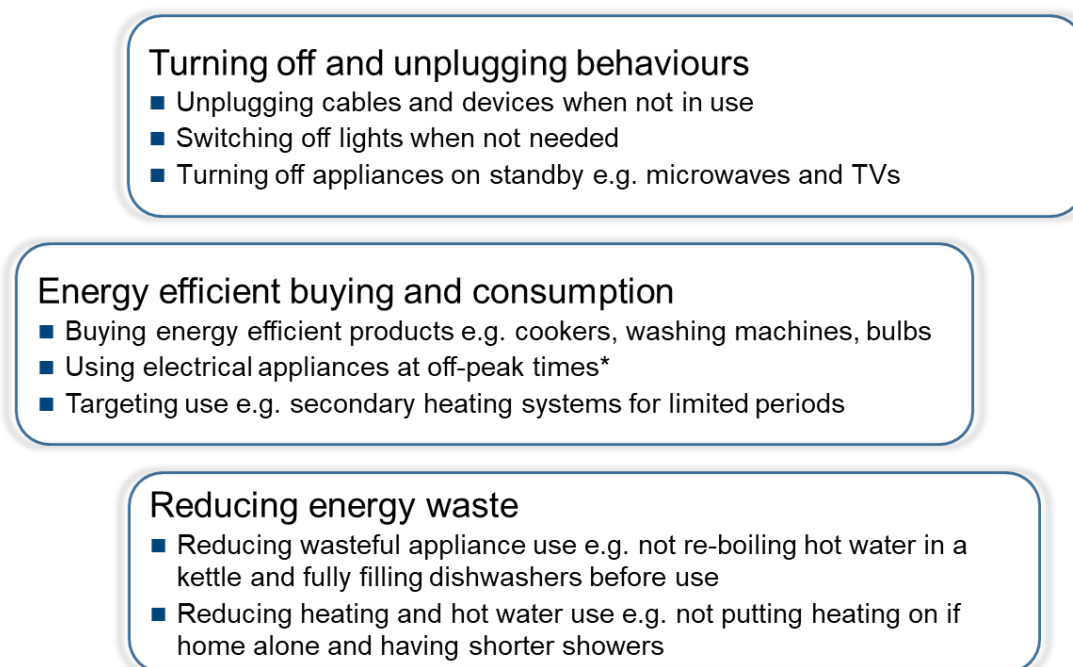 Turning off and unplugging behaviours
■ Unplugging cables and devices when not in use
■ Switching off lights when not needed
■ Turning off appliances on standby e.g. microwaves and TVs
Energy efficient buying and consumption
■ Buying energy efficient products e.g. cookers, washing machines, bulbs
■ Using electrical appliances at off-peak times*
■ Targeting use e.g. secondary heating systems for limited periods
Reducing energy waste
■ Reducing wasteful appliance use e.g. not re-boiling hot water in a
kettle and fully filling dishwashers before use
■ Reducing heating and hot water use e.g. not putting heating on if
home alone and having shorter showers